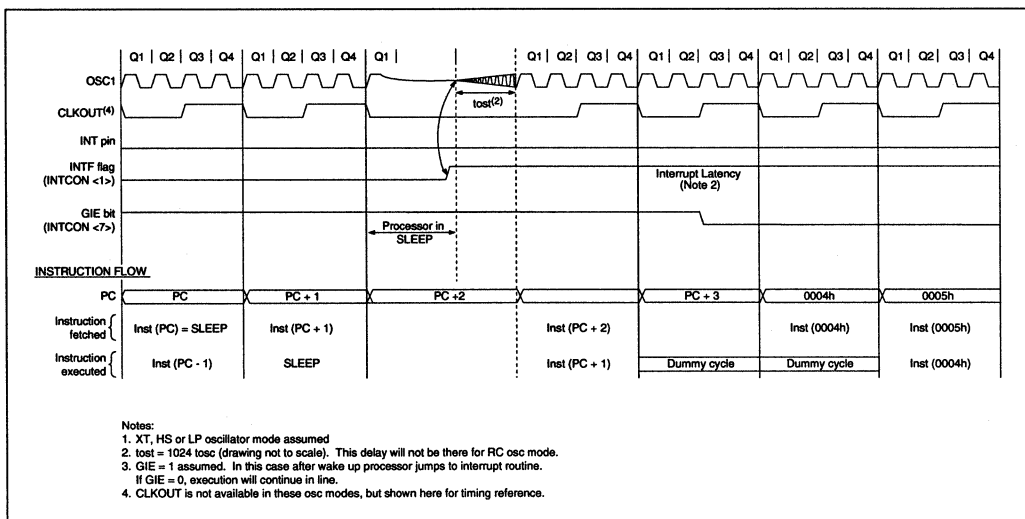 Q1 | Q2 | Q3 | Q4 Q1 | Q2 | Q3 | Q4 Q1 | Q1 | Q2 | Q3 | Q4 Q1 | Q2 | Q3 | Q4 Q1 | Q2 | Q3 | Q4 Q1 | Q2 | Q3 | Q4
OSC1
tost(2)
CLKOUT(4)
INT pin
INTF flag
(INTCON <1>)
Interrupt Latency
(Note 2)
GIE bit
(INTCON <7>)
Processor in
SLEEP
INSTRUCTION FLOW
PC PC PC + 1 PC +2 PC + 3 0004h 0005h
Instruction
fetched
Inst (PC) = SLEEP Inst (PC + 1) Inst (PC + 2) Inst (0004h) Inst (0005h)
Instruction
executed
Inst (PC - 1) SLEEP Inst (PC + 1) Dummy cycle Dummy cycle Inst (0004h)
Notes:
1. XT, HS or LP oscillator mode assumed
2. tost = 1024 tosc (drawing not to scale). This delay will not be there for RC osc mode.
3. GIE = 1 assumed. In this case after wake up processor jumps to interrupt routine.
If GIE = 0, execution will continue in line.
4. CLKOUT is not available in these osc modes, but shown here for timing reference.